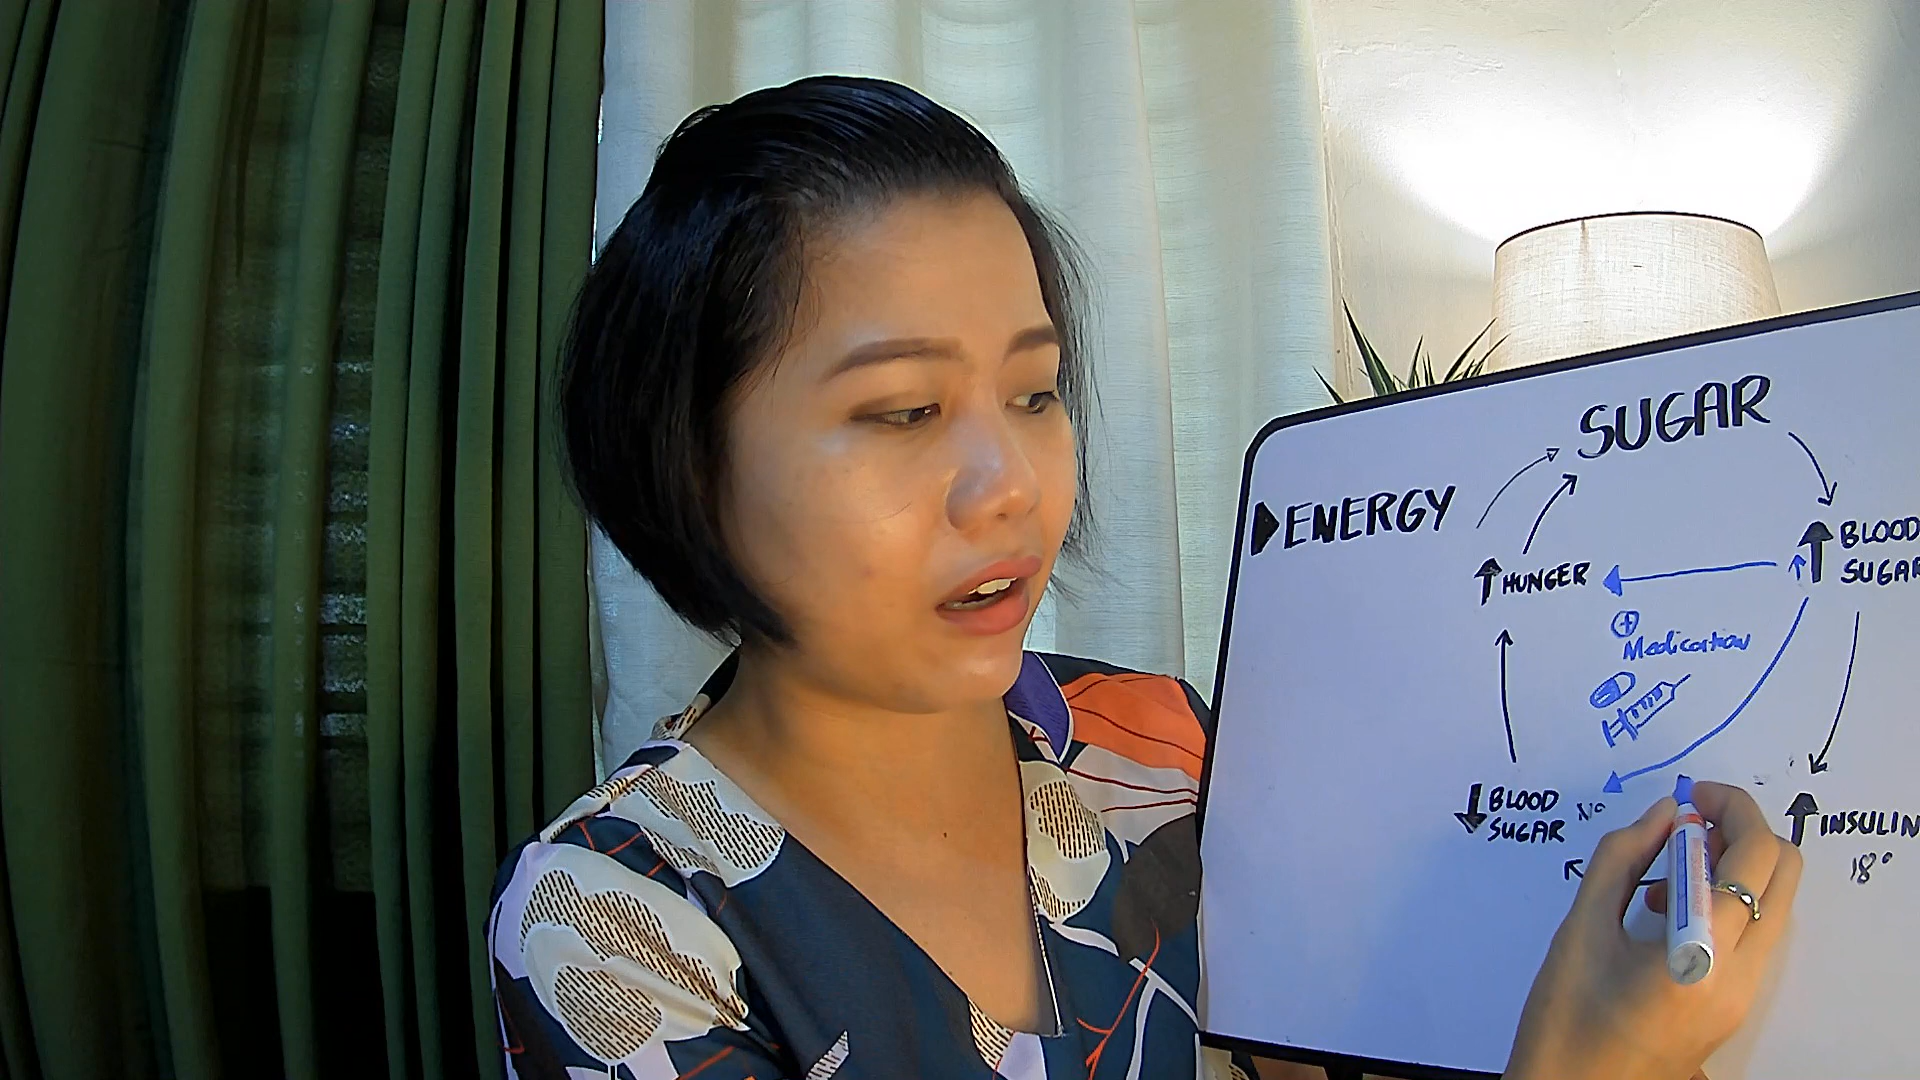 SUGAR
ENERGY
BLOOD
SUGAR
HUNGER
Medication
BLOOD
SUGAR
No
INSULIN
18°